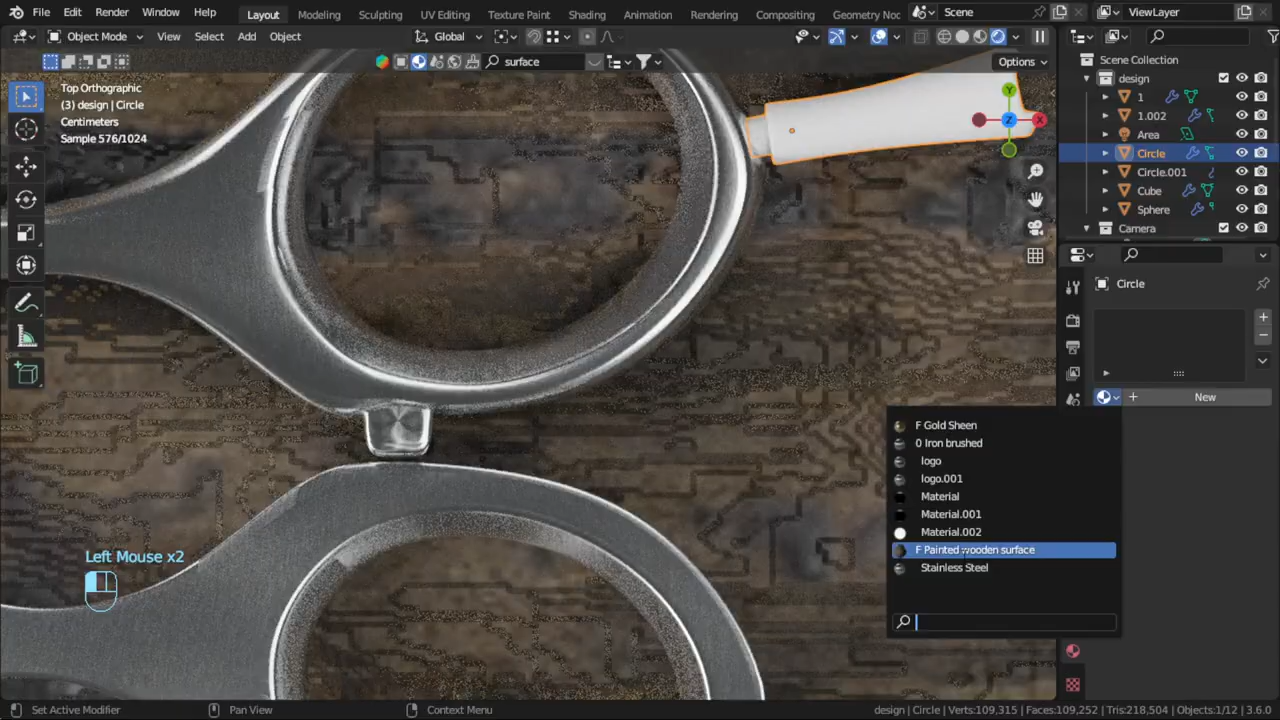 File Edit Render Window Help Layout Modeling Sculpting UV Editing Texture Paint Shading Animation Rendering Compositing Geometry Noc Scene ViewLayer
Object Mode View Select Add Object Global
surface Options
Top Orthographic
(3) design | Circle
Centimeters
Sample 576/1024
Y
Z X
Scene Collection
design
1
1.002
Area
Circle
Circle.001
Cube
Sphere
Camera
Circle
New
F Gold Sheen
0 Iron brushed
logo
logo.001
Material
Material.001
Material.002
F Painted wooden surface
Stainless Steel
Left Mouse x2
Set Active Modifier Pan View Context Menu design | Circle | Verts:109,315 | Faces:109,252 | Tris:218,504 | Objects:1/12 | 3.6.0